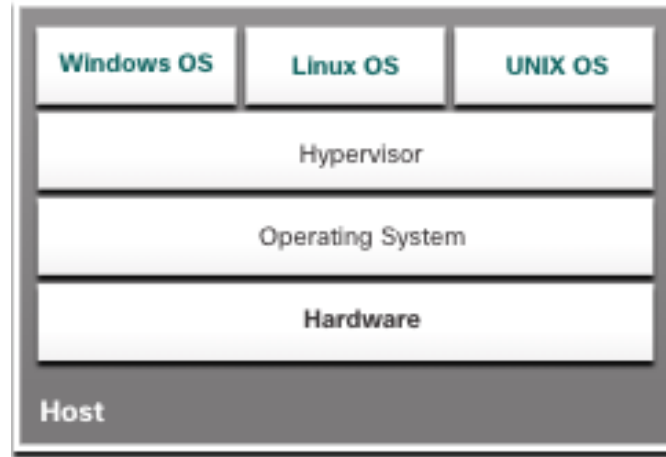 Windows OS
Linux OS
UNIX OS
Hypervisor
Operating System
Hardware
Host